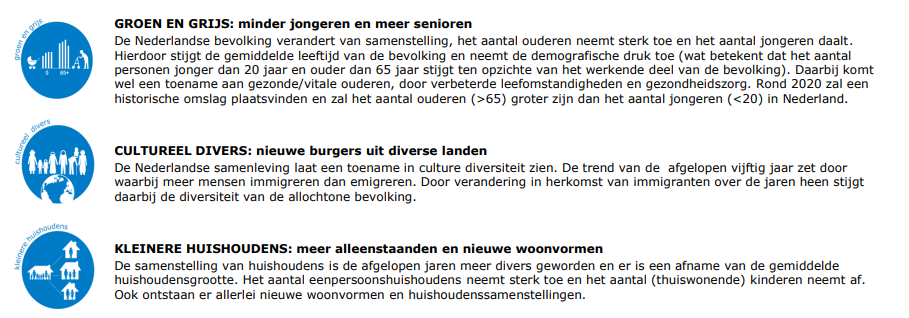 groen en grijs
0 65+
GROEN EN GRIJS: minder jongeren en meer senioren
De Nederlandse bevolking verandert van samenstelling, het aantal ouderen neemt sterk toe en het aantal jongeren daalt.
Hierdoor stijgt de gemiddelde leeftijd van de bevolking en neemt de demografische druk toe (wat betekent dat het aantal
personen jonger dan 20 jaar en ouder dan 65 jaar stijgt ten opzichte van het werkende deel van de bevolking). Daarbij komt
wel een toename aan gezonde/vitale ouderen, door verbeterde leefomstandigheden en gezondheidszorg. Rond 2020 zal een
historische omslag plaatsvinden en zal het aantal ouderen (>65) groter zijn dan het aantal jongeren (<20) in Nederland.
cultureel divers
CULTUREEL DIVERS: nieuwe burgers uit diverse landen
De Nederlandse samenleving laat een toename in culture diversiteit zien. De trend van de afgelopen vijftig jaar zet door
waarbij meer mensen immigreren dan emigreren. Door verandering in herkomst van immigranten over de jaren heen stijgt
daarbij de diversiteit van de allochtone bevolking.
kleinere huishoudens
KLEINERE HUISHOUDENS: meer alleenstaanden en nieuwe woonvormen
De samenstelling van huishoudens is de afgelopen jaren meer divers geworden en er is een afname van de gemiddelde
huishoudensgrootte. Het aantal eenpersoonshuishoudens neemt sterk toe en het aantal (thuiswonende) kinderen neemt af.
Ook ontstaan er allerlei nieuwe woonvormen en huishoudenssamenstellingen.